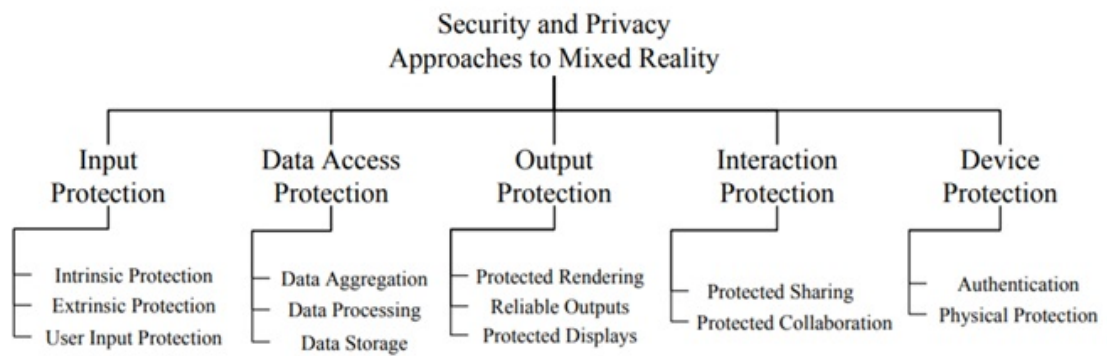 Security and Privacy
Approaches to Mixed Reality
Input
Protection
Intrinsic Protection
Extrinsic Protection
User Input Protection
Data Access
Protection
Data Aggregation
Data Processing
Data Storage
Output
Protection
Protected Rendering
Reliable Outputs
Protected Displays
Interaction
Protection
Protected Sharing
Protected Collaboration
Device
Protection
Authentication
Physical Protection